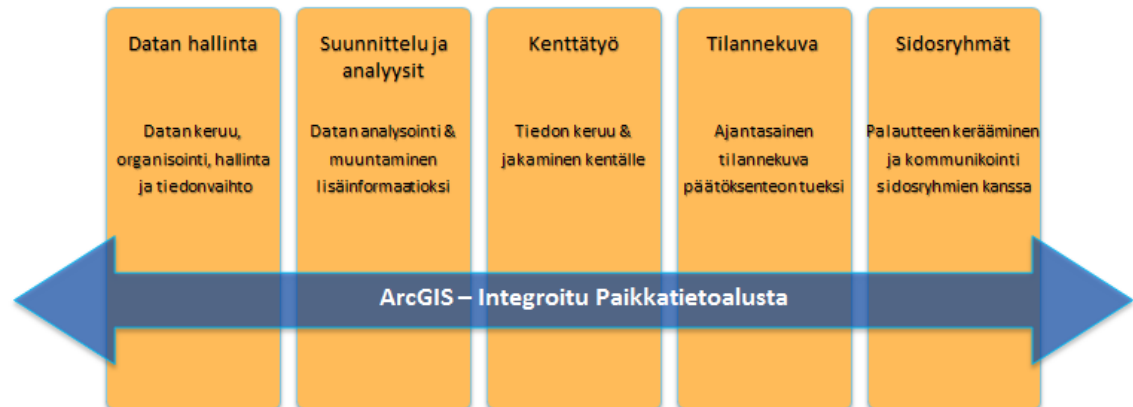 Datan hallinta
Datan keruu,
organisointi, hallinta
ja tiedonvaihto
Suunnittelu ja
analyysit
Datan analysointi &
muuntaminen
lisäinformaatioksi
Kenttätyö
Tiedon keruu &
jakaminen kentälle
Tilannekuva
Ajantasainen
tilannekuva
päätöksenteon tueksi
Sidosryhmät
Palautteen kerääminen
ja kommunikointi
sidosryhmien kanssa
ArcGIS – Integroitu Paikkatietoalusta